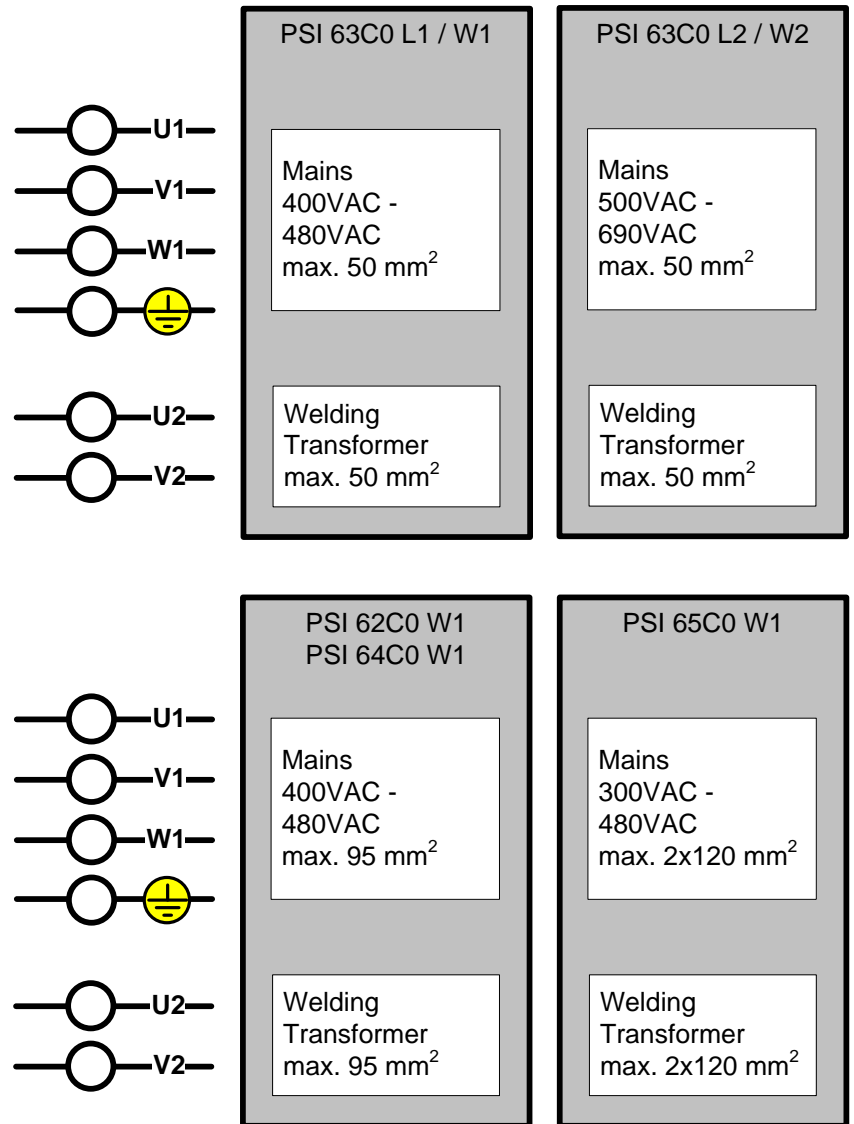 PSI 63C0 L1 / W1
PSI 63C0 L2 / W2
U1
V1
W1
U2
V2
Mains
400VAC -
480VAC
max. 50 mm²
Welding
Transformer
max. 50 mm²
Mains
500VAC -
690VAC
max. 50 mm²
Welding
Transformer
max. 50 mm²
PSI 62C0 W1
PSI 64C0 W1
PSI 65C0 W1
U1
V1
W1
U2
V2
Mains
400VAC -
480VAC
max. 95 mm²
Welding
Transformer
max. 95 mm²
Mains
300VAC -
480VAC
max. 2x120 mm²
Welding
Transformer
max. 2x120 mm²